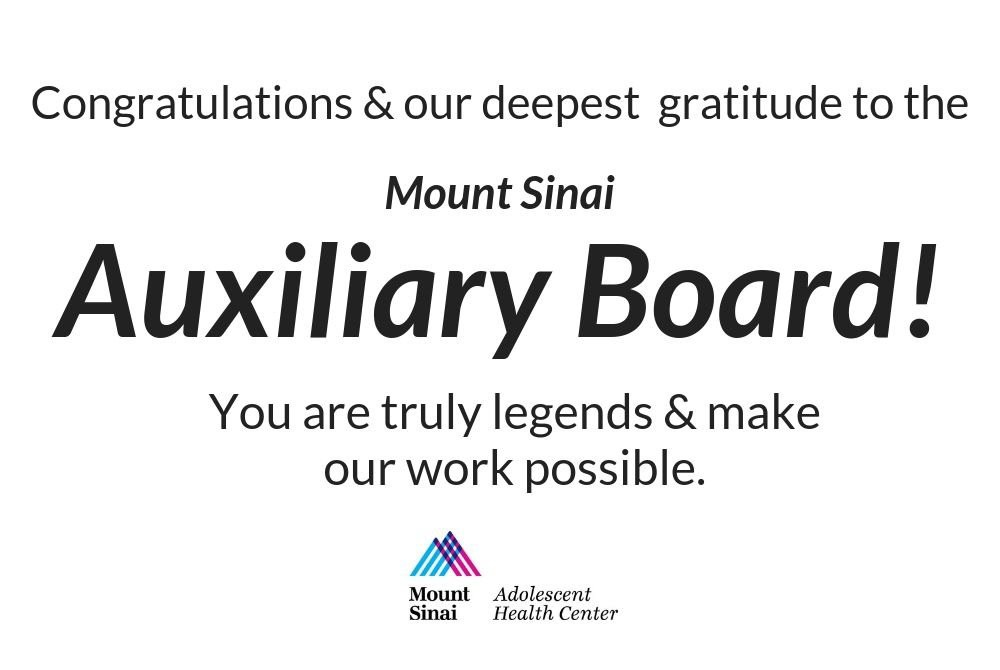 Congratulations & our deepest gratitude to the
Mount Sinai
Auxiliary Board!
You are truly legends & make
our work possible.
Mount
Sinai
Adolescent
Health Center